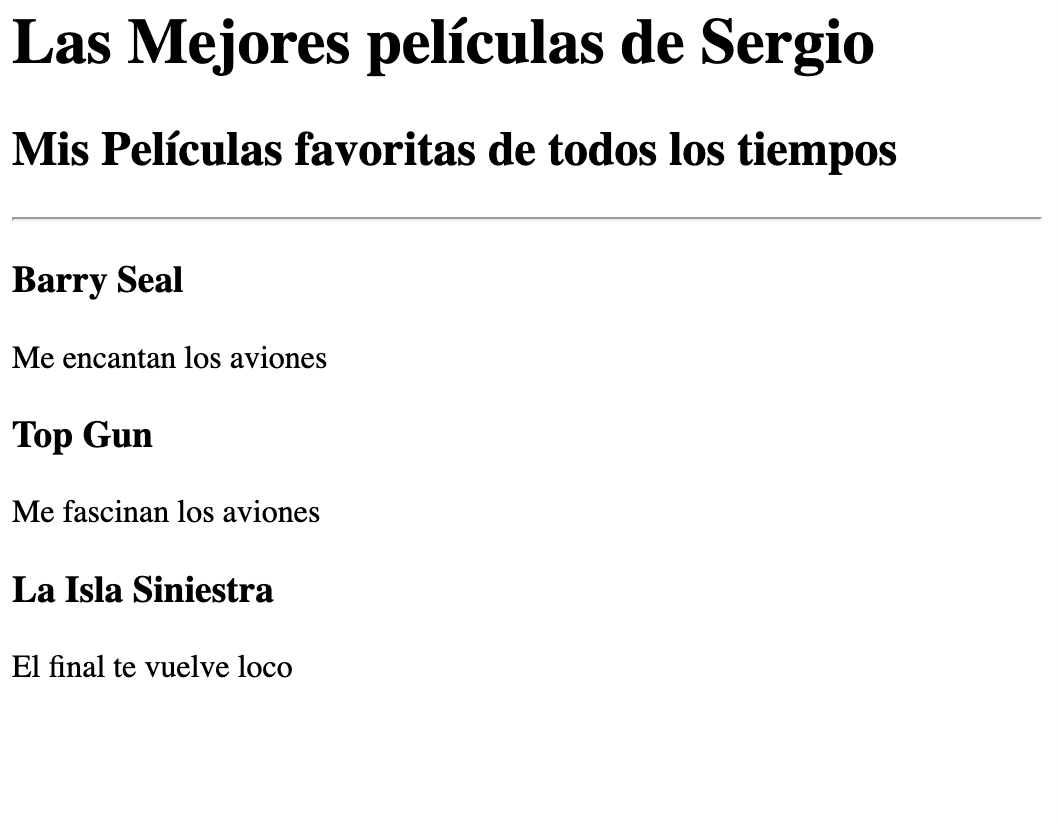 Las Mejores películas de Sergio
Mis Películas favoritas de todos los tiempos
Barry Seal
Me encantan los aviones
Top Gun
Me fascinan los aviones
La Isla Siniestra
El final te vuelve loco